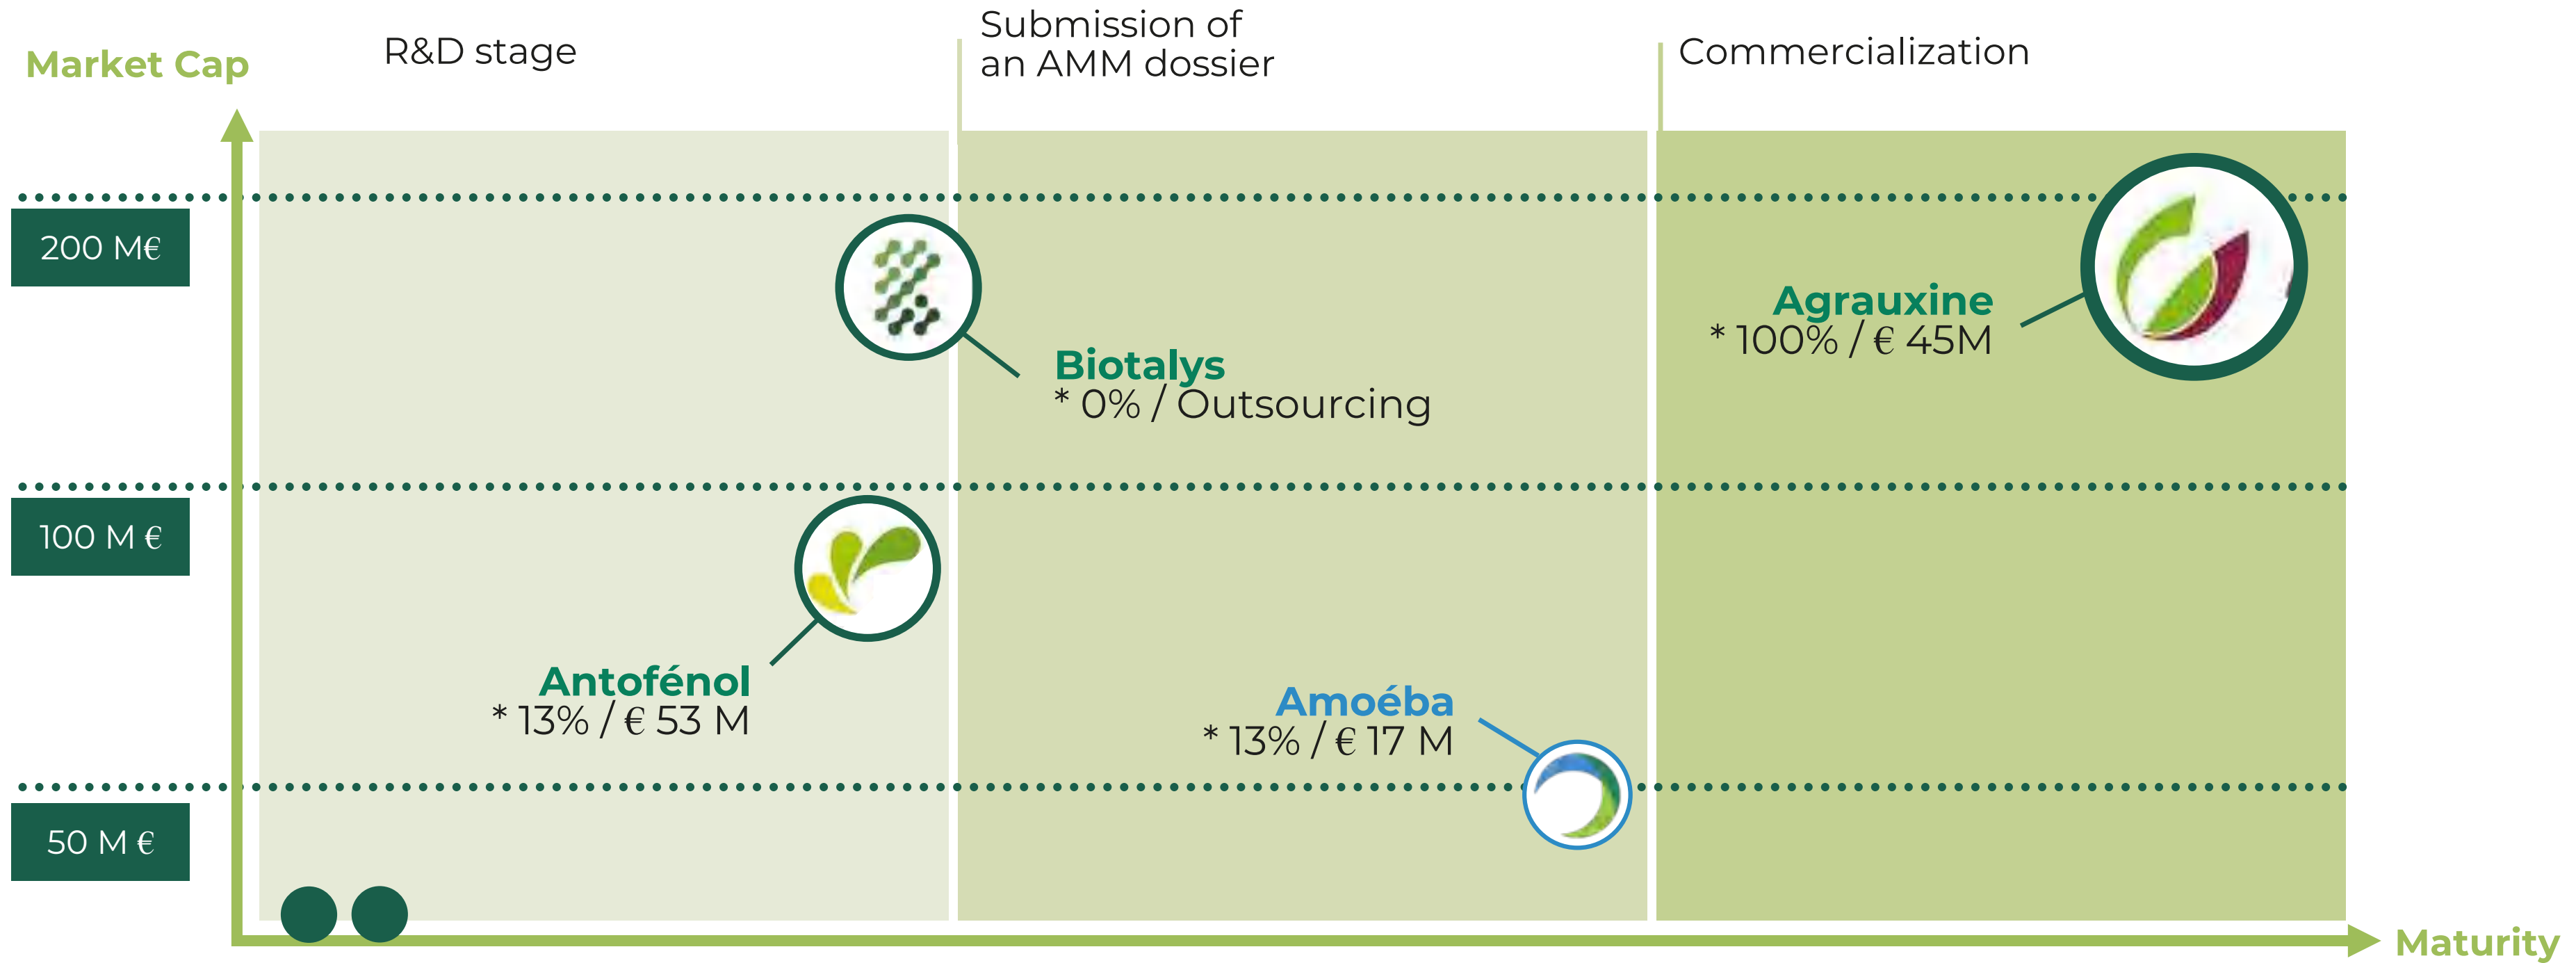 Market Cap
R&D stage
Submission of
an AMM dossier
Commercialization
200 M€
Biotalys
* 0% / Outsourcing
Agrauxine
* 100% / € 45M
100 M €
Antofénol
* 13% / € 53 M
Amoéba
* 13% / € 17 M
50 M €
Maturity